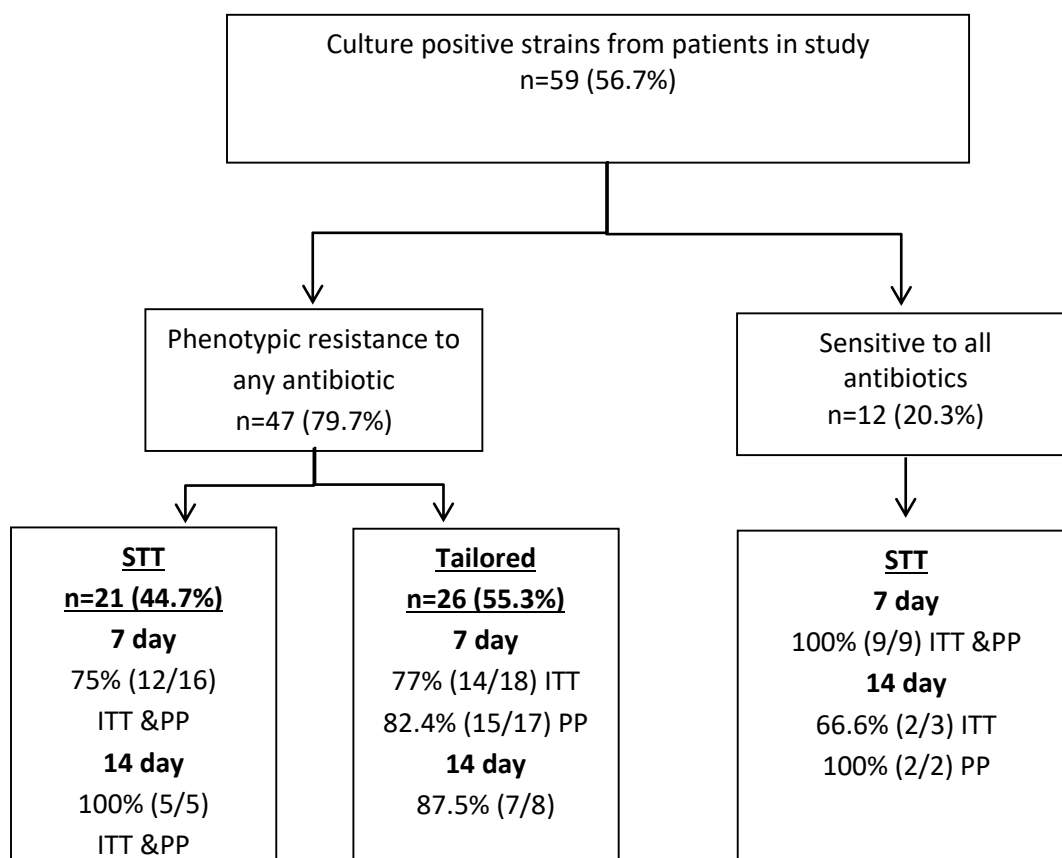 Culture positive strains from patients in study
n=59 (56.7%)
Phenotypic resistance to
any antibiotic
n=47 (79.7%)
Sensitive to all
antibiotics
n=12 (20.3%)
STT
n=21 (44.7%)
7 day
75% (12/16)
ITT &PP
14 day
100% (5/5)
ITT &PP
Tailored
n=26 (55.3%)
7 day
77% (14/18) ITT
82.4% (15/17) PP
14 day
87.5% (7/8)
STT
7 day
100% (9/9) ITT &PP
14 day
66.6% (2/3) ITT
100% (2/2) PP